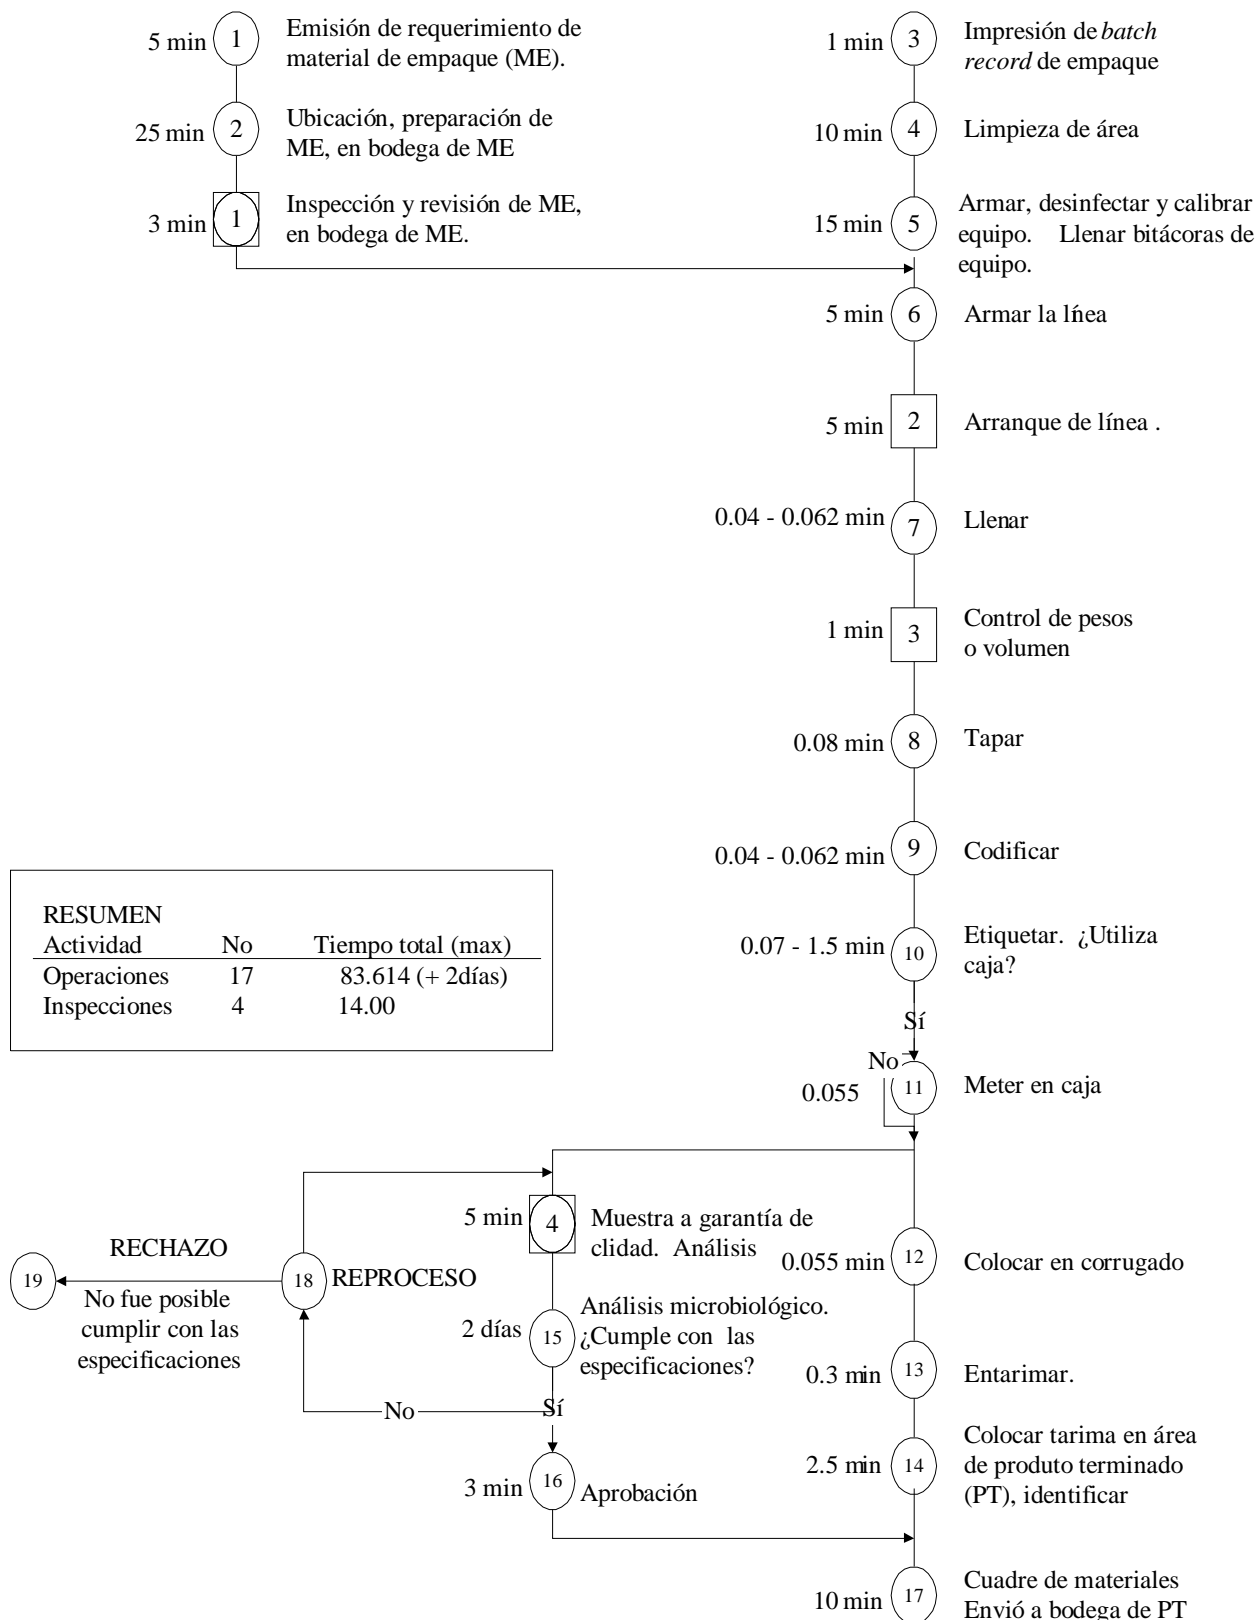 5 min
1
Emisión de requerimiento de
material de empaque (ME).
25 min
2
Ubicación, preparación de
ME, en bodega de ME
3 min
1
Inspección y revisión de ME,
en bodega de ME.
1 min
3
Impresión de batch
record de empaque
10 min
4
Limpieza de área
15 min
5
Armar, desinfectar y calibrar
equipo. Llenar bitácoras de
equipo.
5 min
6
Armar la línea
5 min
2
Arranque de línea .
0.04 - 0.062 min
7
Llenar
1 min
3
Control de pesos
o volumen
0.08 min
8
Tapar
0.04 - 0.062 min
9
Codificar
0.07 - 1.5 min
10
Etiquetar. ¿Utiliza
caja?
Sí
No
0.055
11
Meter en caja
RESUMEN
Actividad No Tiempo total (max)
Operaciones 17 83.614 (+ 2días)
Inspecciones 4 14.00
5 min
4
Muestra a garantía de
clidad. Análisis
2 días
15
Análisis microbiológico.
¿Cumple con las
especificaciones?
No
Sí
18
REPROCESO
RECHAZO
19
No fue posible
cumplir con las
especificaciones
3 min
16
Aprobación
0.055 min
12
Colocar en corrugado
0.3 min
13
Entarimar.
2.5 min
14
Colocar tarima en área
de produto terminado
(PT), identificar
10 min
17
Cuadre de materiales
Envió a bodega de PT